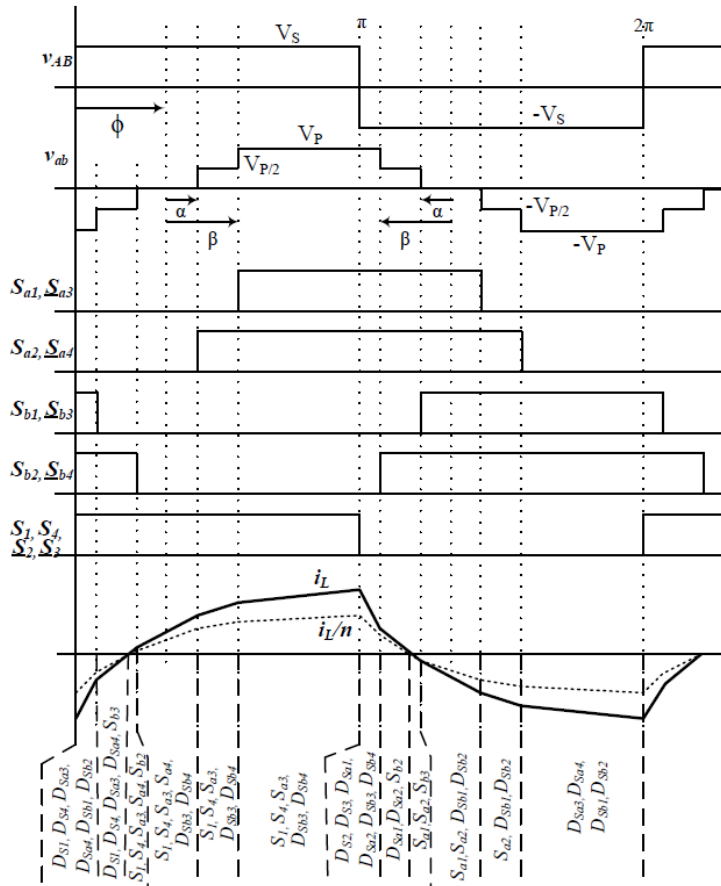 V_S
π
2π
v_AB
-V_S
ϕ
V_P
v_ab
V_P/2
α
α
-V_P/2
β
β
-V_P
S_a1, S_a3
S_a2, S_a4
S_b1, S_b3
S_b2, S_b4
S_1, S_4,
S_2, S_3
i_L
i_L/n
D_S1, D_S4, D_Sa3,
D_Sa4, D_Sb1, D_Sb2
D_S1, D_S4, D_Sa3, D_Sa4, S_b3
S_1, S_4, S_a3, S_a4, S_b2
S_1, S_4, S_a3, S_a4,
D_Sb3, D_Sb4
S_1, S_4, S_a3,
D_Sb3, D_Sb4
S_1, S_4, S_a3,
D_Sb3, D_Sb4
D_S2, D_S3, D_Sa1,
D_Sa2, D_Sb3, D_Sb4
D_Sa1, D_Sa2, S_b2
S_a1, S_a2, S_b3
S_a1, S_a2, D_Sb1, D_Sb2
S_a2, D_Sb1, D_Sb2
D_Sa3, D_Sa4,
D_Sb1, D_Sb2